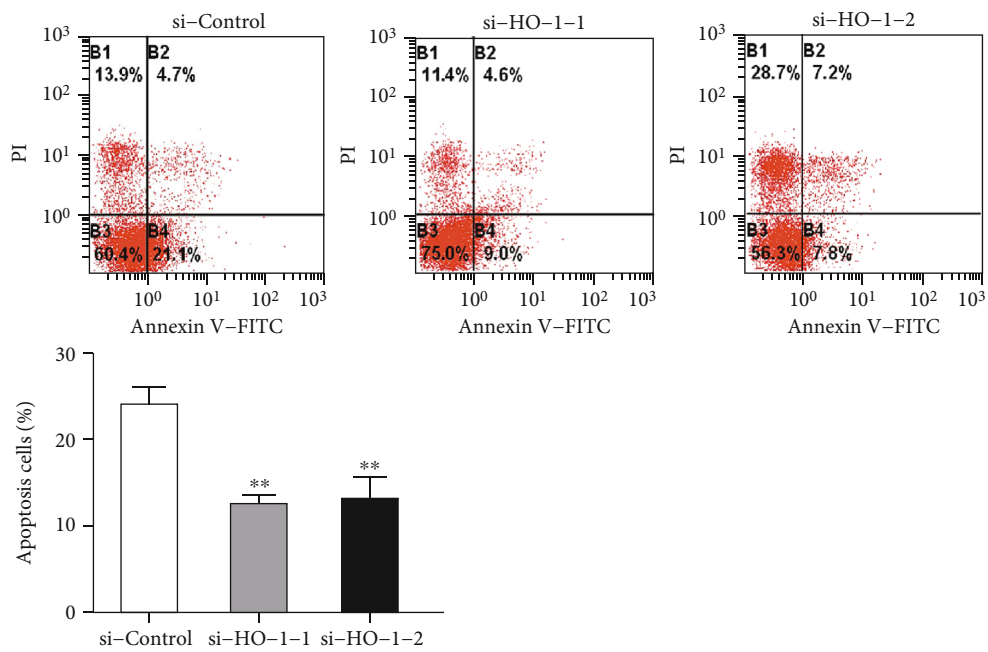 si–Control
10³
10²
10¹
10⁰
PI
B1
13.9%
B2
4.7%
B3
60.4%
B4
21.1%
10⁰ 10¹ 10² 10³
Annexin V–FITC
si–HO–1–1
10³
10²
10¹
10⁰
PI
B1
11.4%
B2
4.6%
B3
75.0%
B4
9.0%
10⁰ 10¹ 10² 10³
Annexin V–FITC
si–HO–1–2
10³
10²
10¹
10⁰
PI
B1
28.7%
B2
7.2%
B3
56.3%
B4
7.8%
10⁰ 10¹ 10² 10³
Annexin V–FITC
Apoptosis cells (%)
30
20
10
0
**
**
si–Control si–HO–1–1 si–HO–1–2